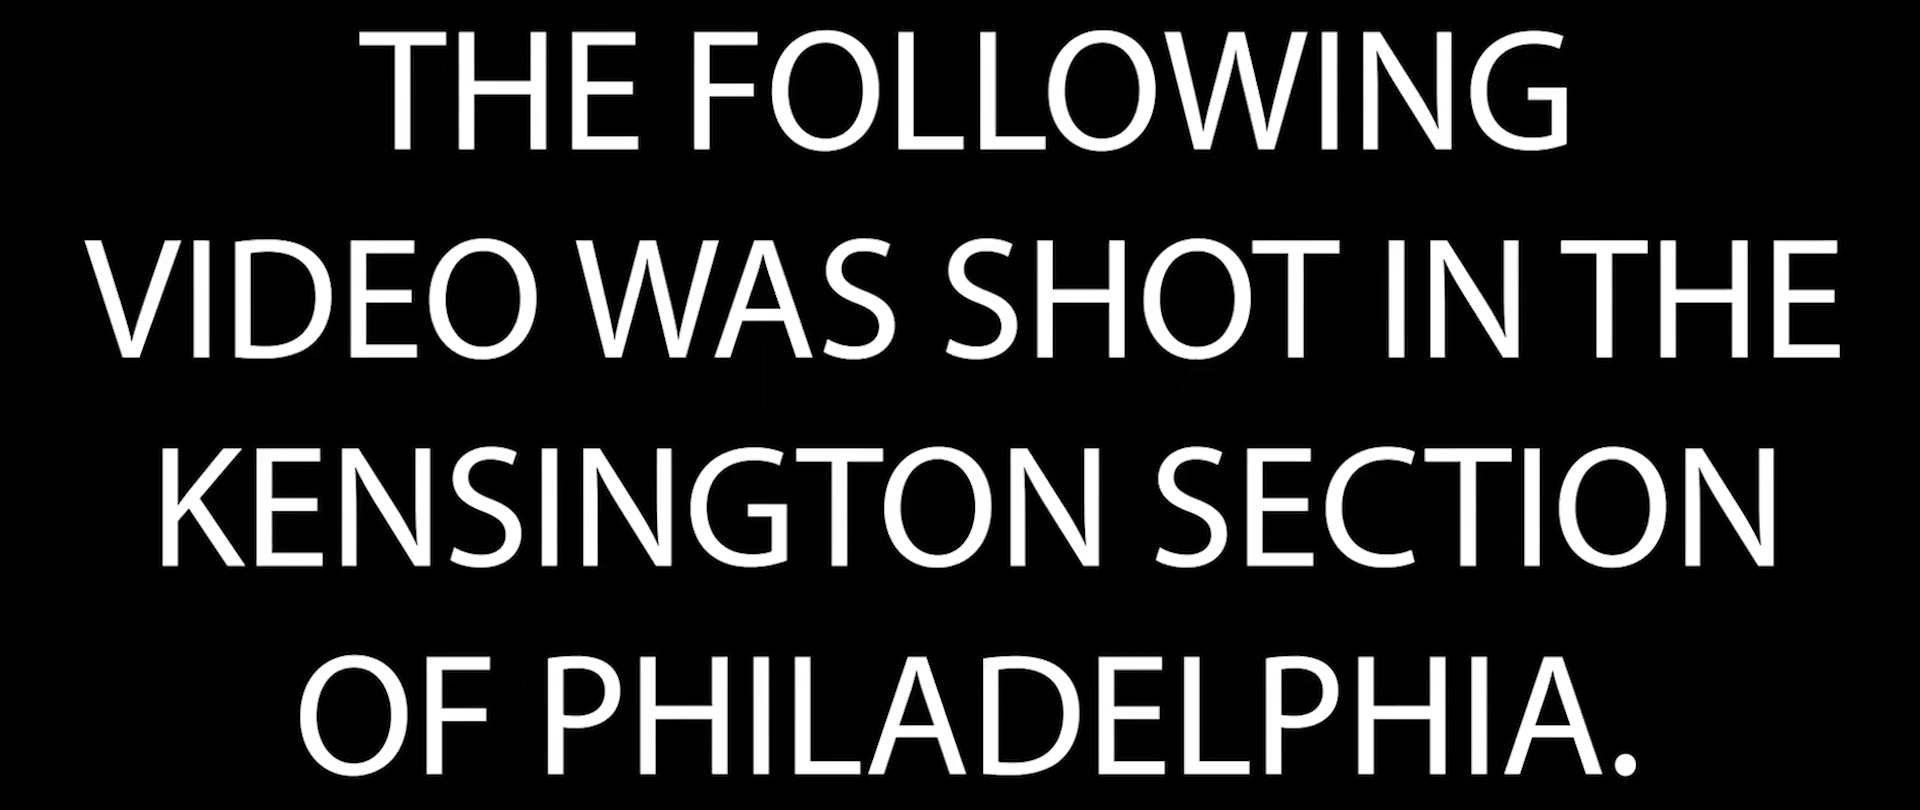 THE FOLLOWING
VIDEO WAS SHOT IN THE
KENSINGTON SECTION
OF PHILADELPHIA.